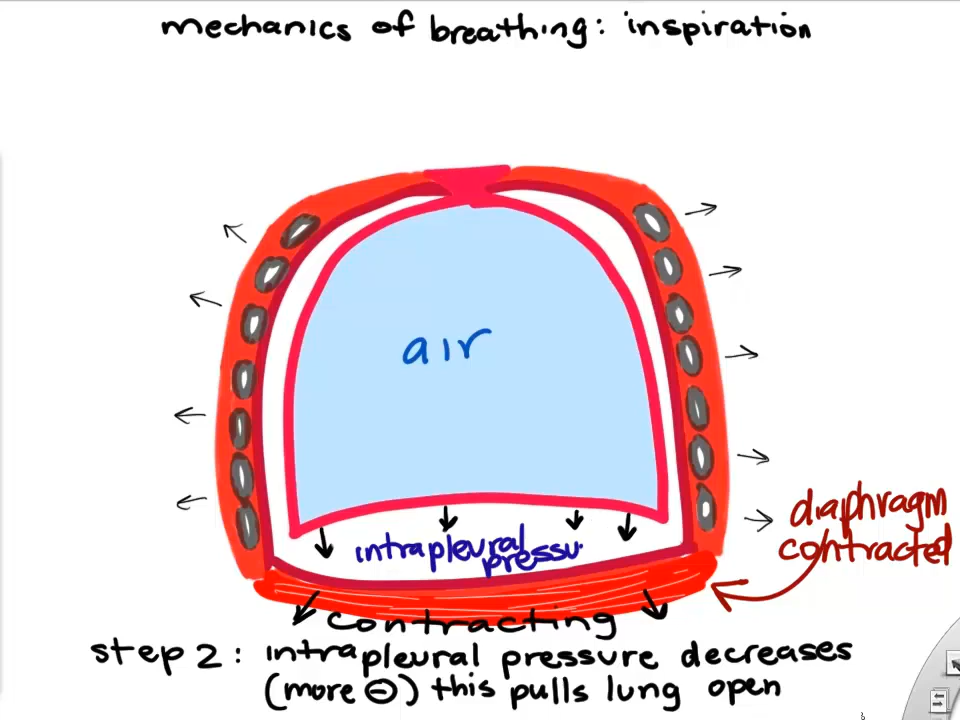 mechanics of breathing: inspiration
air
intrapleural
pressu
diaphragm
contracted
contracting
step 2: intrapleural pressure decreases
(more ⊖) this pulls lung open